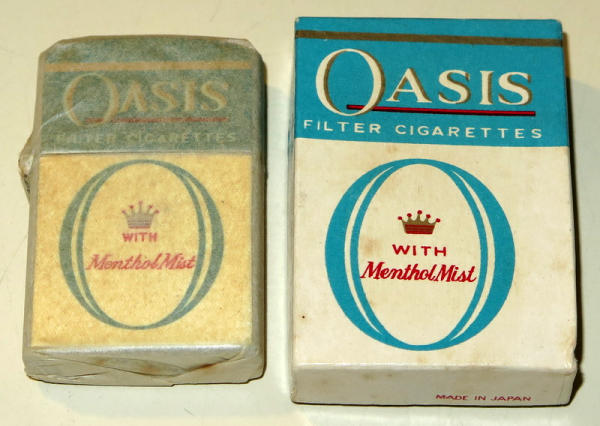 OASIS
FILTER CIGARETTES
WITH
Menthol Mist
OASIS
FILTER CIGARETTES
WITH
Menthol Mist
MADE IN JAPAN